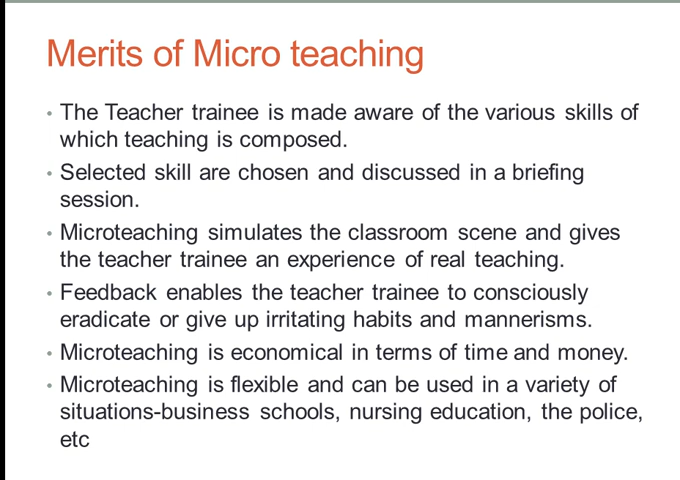 Merits of Micro teaching
• The Teacher trainee is made aware of the various skills of
which teaching is composed.
• Selected skill are chosen and discussed in a briefing
session.
• Microteaching simulates the classroom scene and gives
the teacher trainee an experience of real teaching.
• Feedback enables the teacher trainee to consciously
eradicate or give up irritating habits and mannerisms.
• Microteaching is economical in terms of time and money.
• Microteaching is flexible and can be used in a variety of
situations-business schools, nursing education, the police,
etc